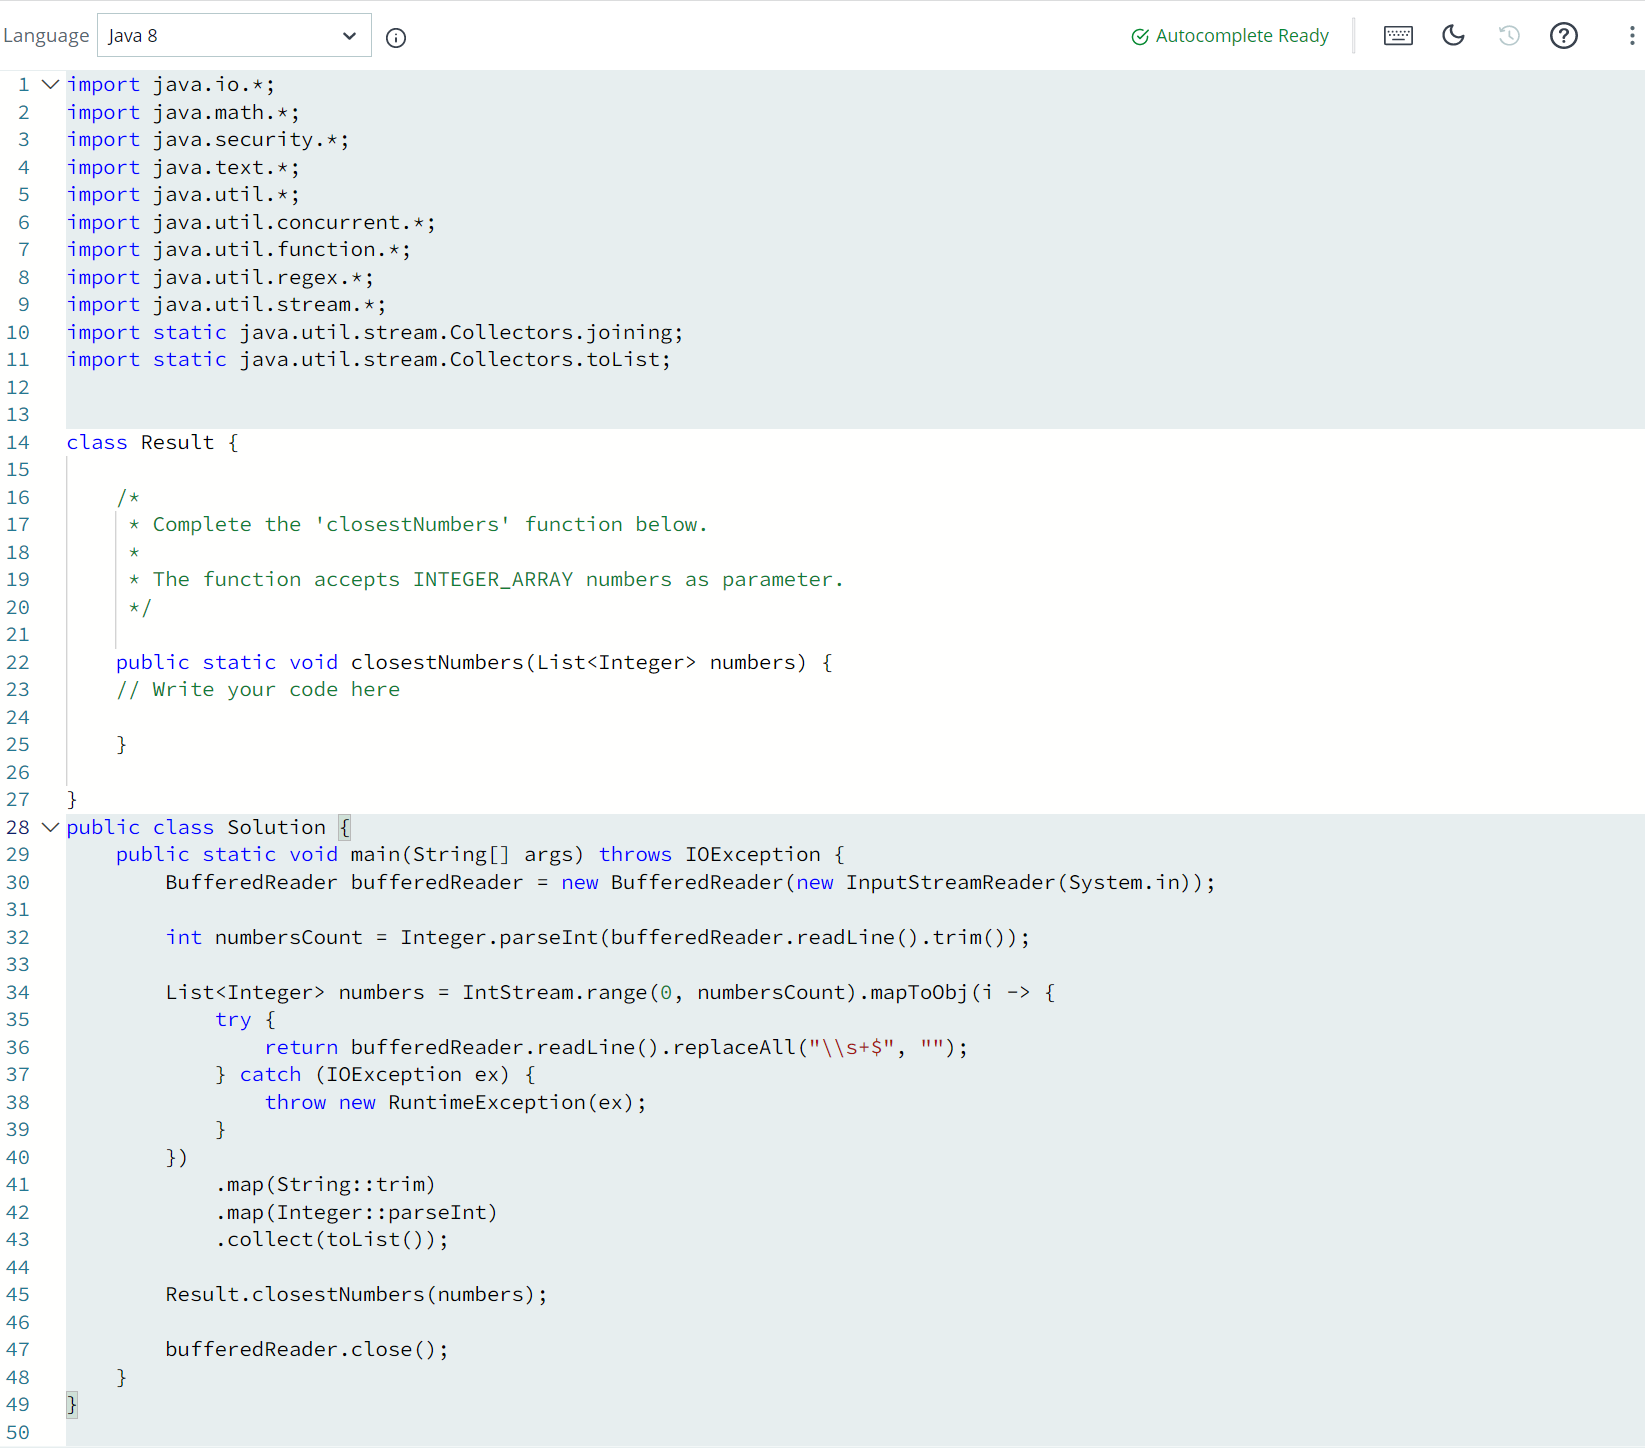 Language Java 8 Autocomplete Ready
1 import java.io.*;
2 import java.math.*;
3 import java.security.*;
4 import java.text.*;
5 import java.util.*;
6 import java.util.concurrent.*;
7 import java.util.function.*;
8 import java.util.regex.*;
9 import java.util.stream.*;
10 import static java.util.stream.Collectors.joining;
11 import static java.util.stream.Collectors.toList;
12
13
14 class Result {
15
16     /*
17      * Complete the 'closestNumbers' function below.
18      *
19      * The function accepts INTEGER_ARRAY numbers as parameter.
20      */
21
22     public static void closestNumbers(List<Integer> numbers) {
23     // Write your code here
24
25     }
26
27 }
28 public class Solution {
29     public static void main(String[] args) throws IOException {
30         BufferedReader bufferedReader = new BufferedReader(new InputStreamReader(System.in));
31
32         int numbersCount = Integer.parseInt(bufferedReader.readLine().trim());
33
34         List<Integer> numbers = IntStream.range(0, numbersCount).mapToObj(i -> {
35             try {
36                 return bufferedReader.readLine().replaceAll("\\s+$", "");
37             } catch (IOException ex) {
38                 throw new RuntimeException(ex);
39             }
40         })
41             .map(String::trim)
42             .map(Integer::parseInt)
43             .collect(toList());
44
45         Result.closestNumbers(numbers);
46
47         bufferedReader.close();
48     }
49 }
50